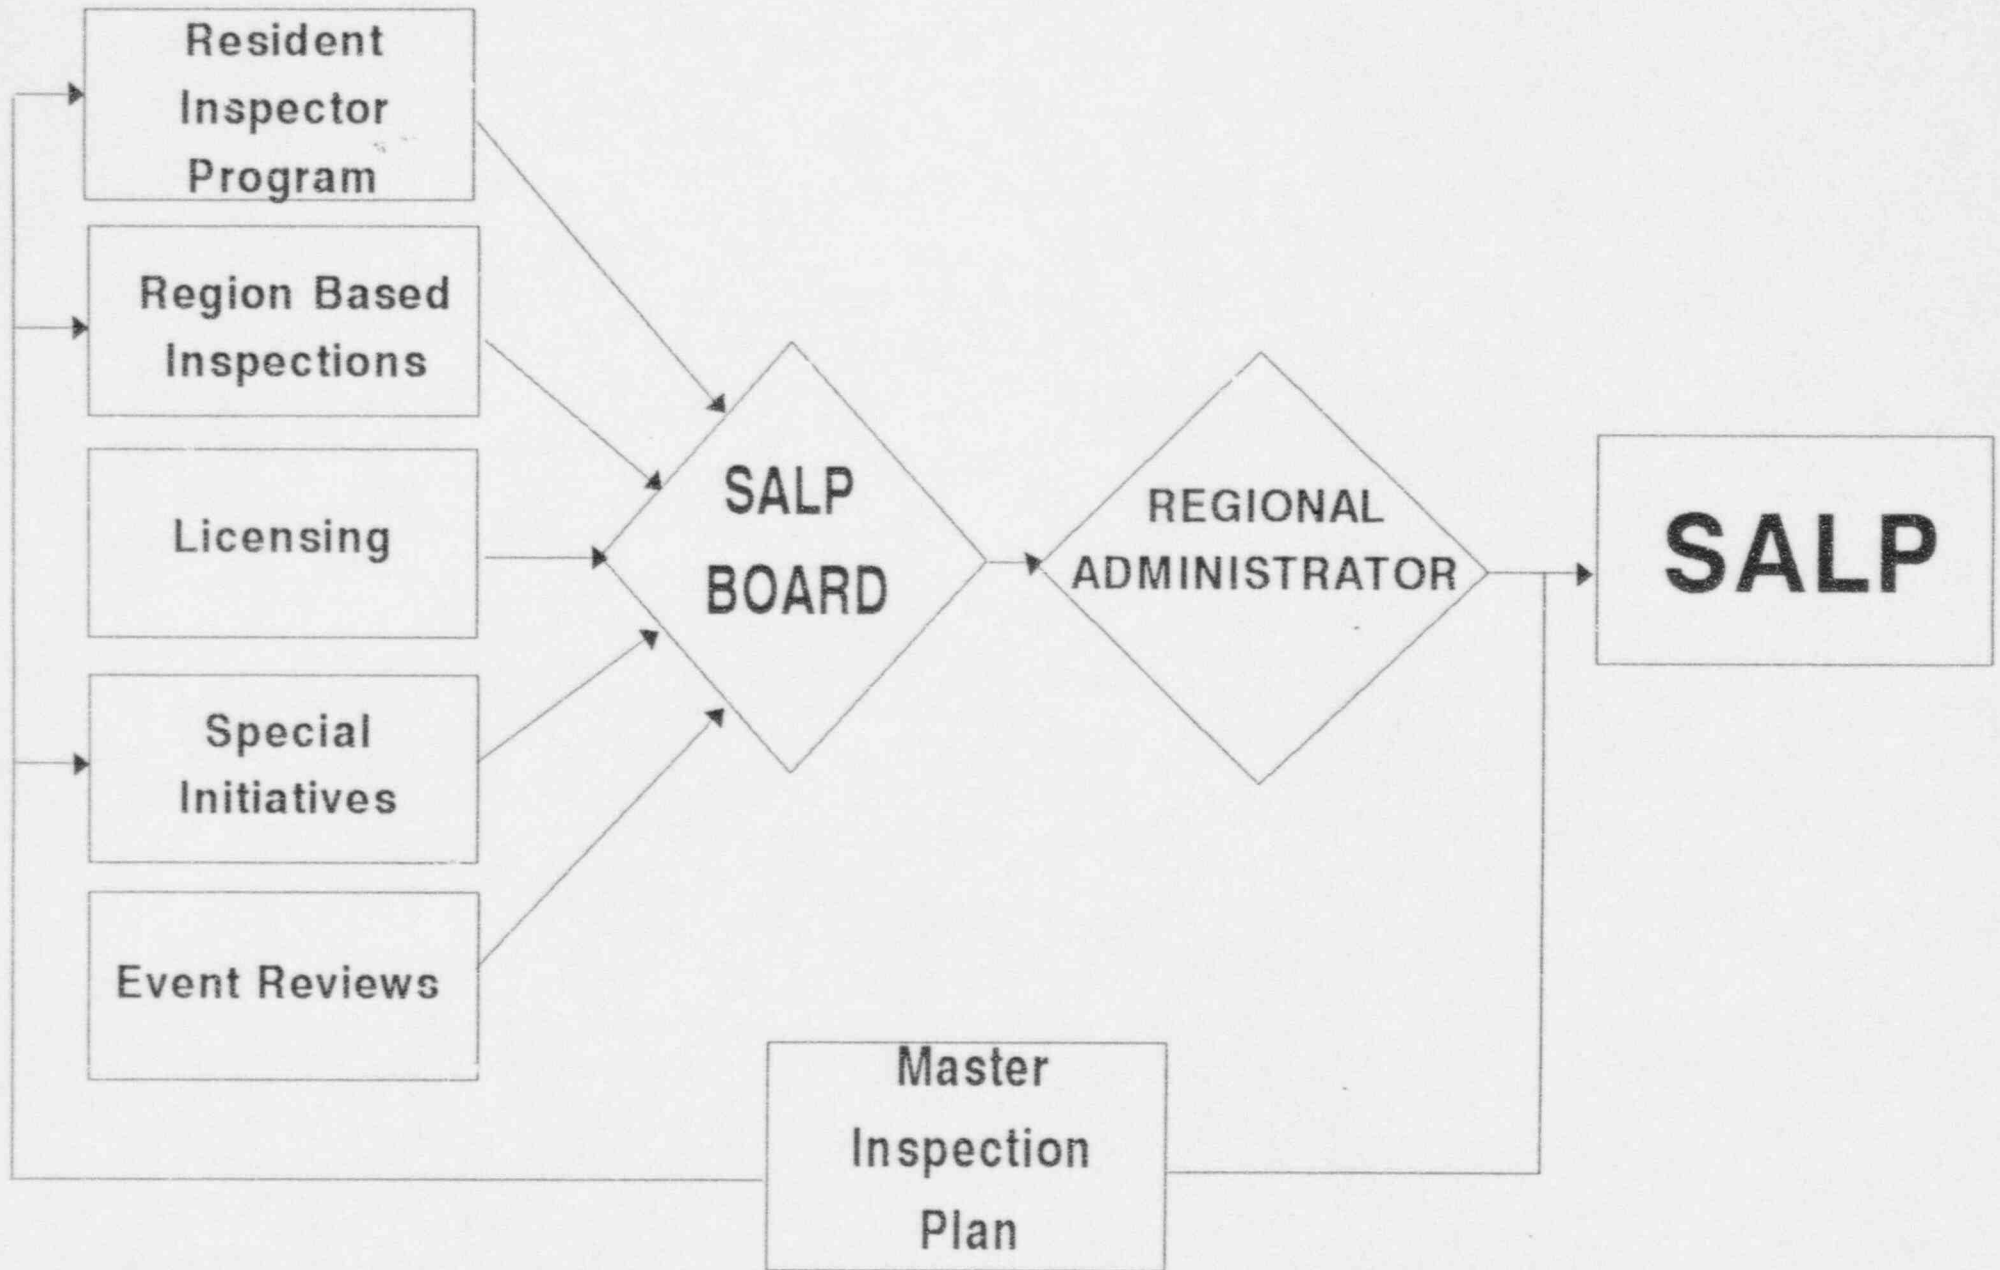 Resident
Inspector
Program
Region Based
Inspections
Licensing
Special
Initiatives
Event Reviews
SALP
BOARD
REGIONAL
ADMINISTRATOR
SALP
Master
Inspection
Plan